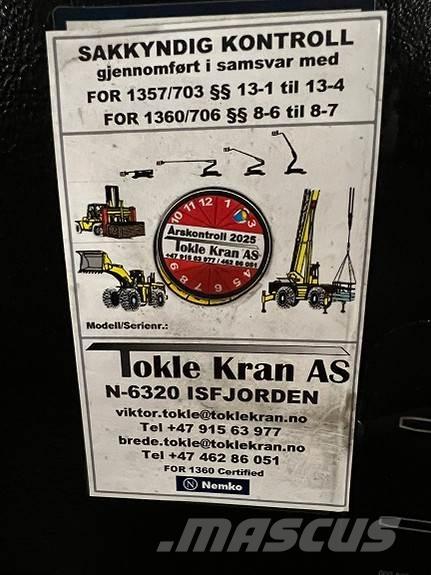 SAKKYNDIG KONTROLL
gjennomført i samsvar med
FOR 1357/703 §§ 13-1 til 13-4
FOR 1360/706 §§ 8-6 til 8-7
10 11 12 1
Årskontroll 2025
Tokle Kran AS
+47 915 63 977 / 462 86 051
Modell/Serienr.:
Tokle Kran AS
N-6320 ISFJORDEN
viktor.tokle@toklekran.no
Tel +47 915 63 977
brede.tokle@toklekran.no
Tel +47 462 86 051
FOR 1360 Certified
N Nemko
MASCUS